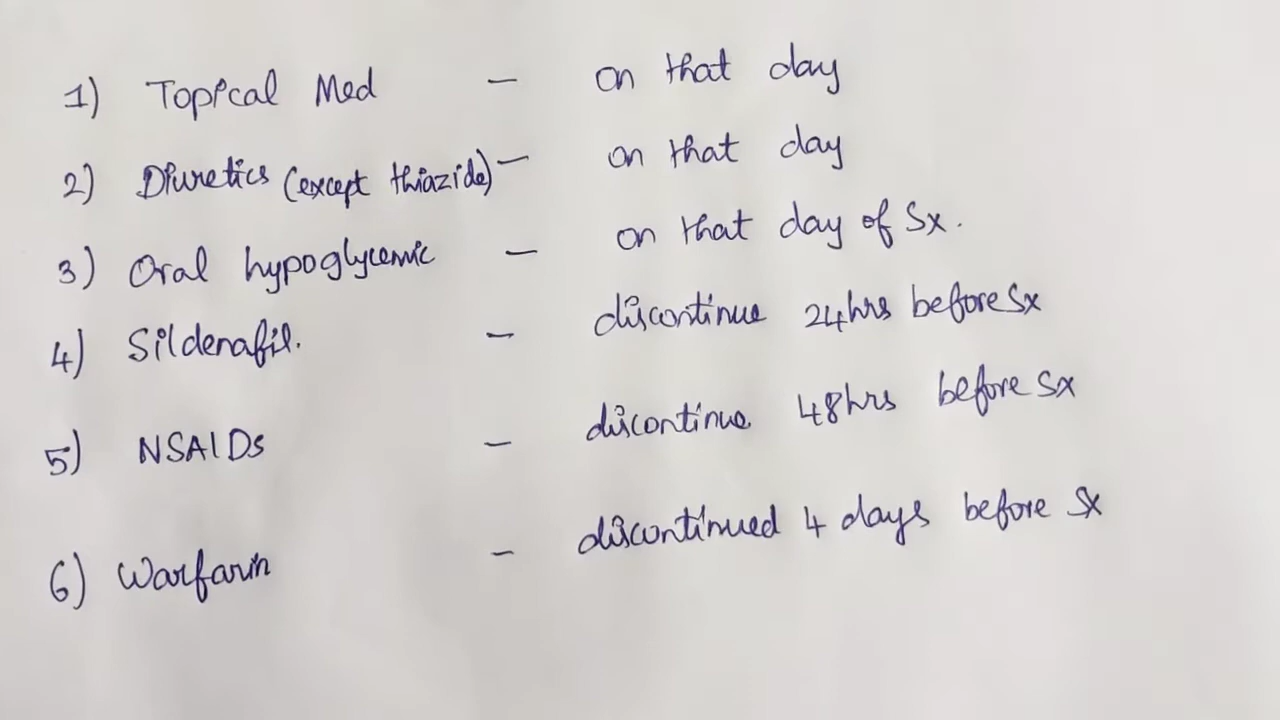 1) Topical Med - on that day
2) Diuretics (except thiazide) - on that day
3) Oral hypoglycemic - on that day of Sx.
4) Sildenafil. - discontinue 24hrs before Sx
5) NSAIDs - discontinue 48hrs before Sx
6) Warfarin - discontinued 4 days before Sx